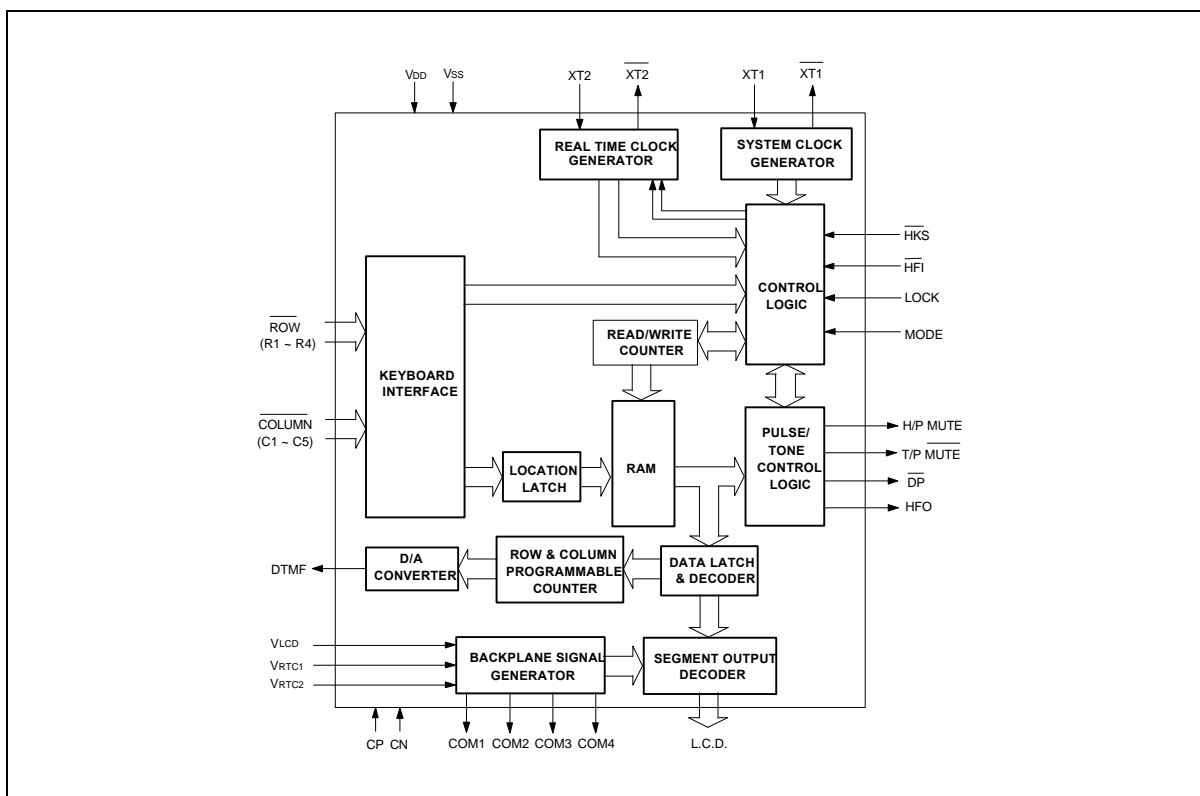 VDD VSS XT2 XT2 XT1 XT1
REAL TIME CLOCK
GENERATOR
SYSTEM CLOCK
GENERATOR
HKS
HFI
LOCK
MODE
CONTROL
LOGIC
READ/WRITE
COUNTER
ROW
(R1 ~ R4)
KEYBOARD
INTERFACE
COLUMN
(C1 ~ C5)
LOCATION
LATCH
RAM
PULSE/
TONE
CONTROL
LOGIC
H/P MUTE
T/P MUTE
DP
HFO
DTMF
D/A
CONVERTER
ROW & COLUMN
PROGRAMMABLE
COUNTER
DATA LATCH
& DECODER
VLCD
VRTC1
VRTC2
BACKPLANE SIGNAL
GENERATOR
SEGMENT OUTPUT
DECODER
CP CN COM1 COM2 COM3 COM4 L.C.D.